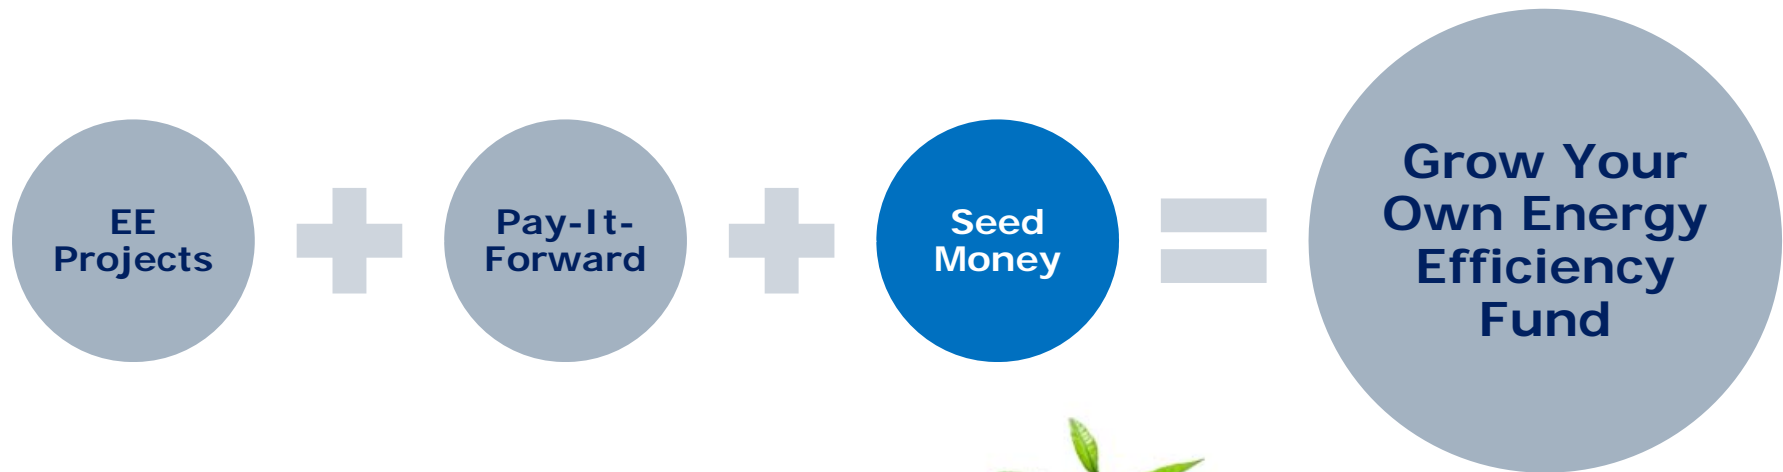 EE
Projects
Pay-It-
Forward
Seed
Money
Grow Your
Own Energy
Efficiency
Fund